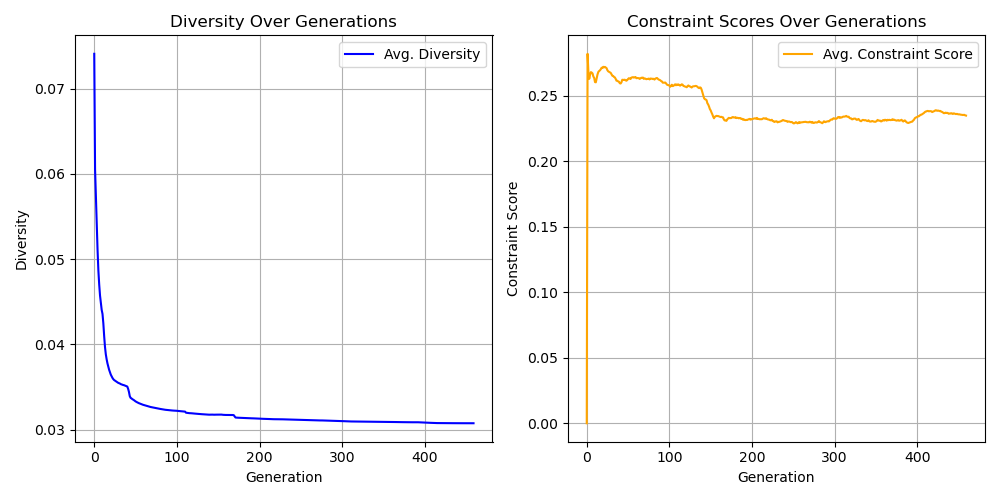 Diversity Over Generations
Avg. Diversity
Diversity
0.07
0.06
0.05
0.04
0.03
0
100
200
300
400
Generation
Constraint Scores Over Generations
Avg. Constraint Score
Constraint Score
0.25
0.20
0.15
0.10
0.05
0.00
0
100
200
300
400
Generation